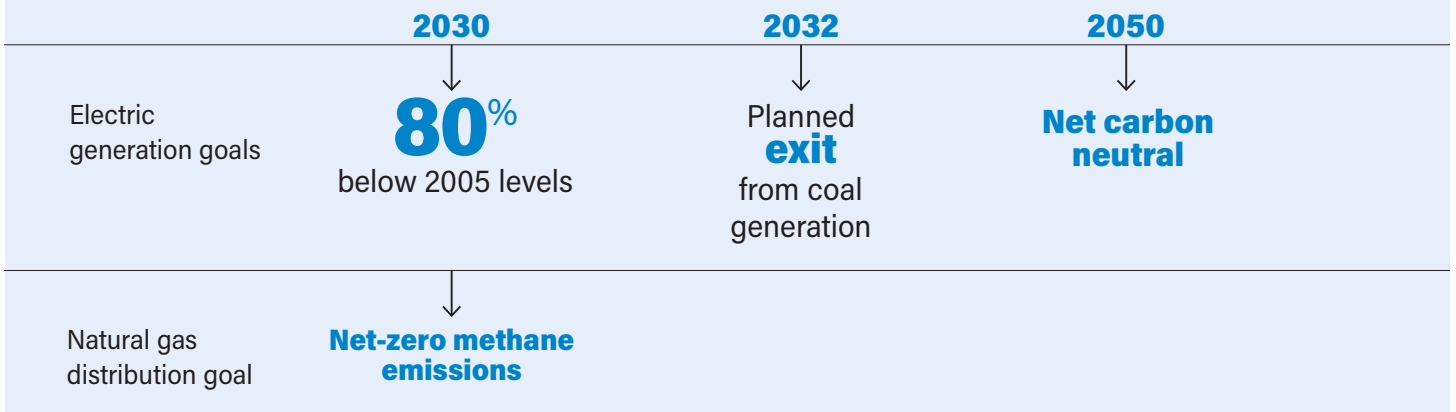 2030
2032
2050
Electric
generation goals
80%
below 2005 levels
Planned
exit
from coal
generation
Net carbon
neutral
Natural gas
distribution goal
Net-zero methane
emissions